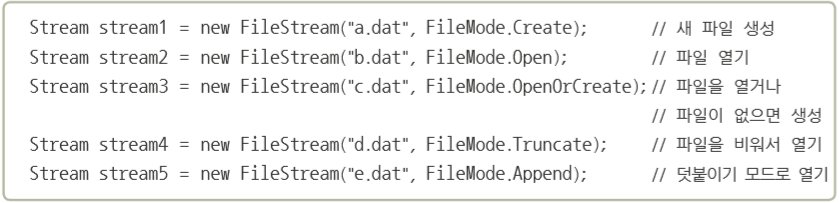 Stream stream1 = new FileStream("a.dat", FileMode.Create); // 새 파일 생성
Stream stream2 = new FileStream("b.dat", FileMode.Open); // 파일 열기
Stream stream3 = new FileStream("c.dat", FileMode.OpenOrCreate); // 파일을 열거나
// 파일이 없으면 생성
Stream stream4 = new FileStream("d.dat", FileMode.Truncate); // 파일을 비워서 열기
Stream stream5 = new FileStream("e.dat", FileMode.Append); // 덧붙이기 모드로 열기